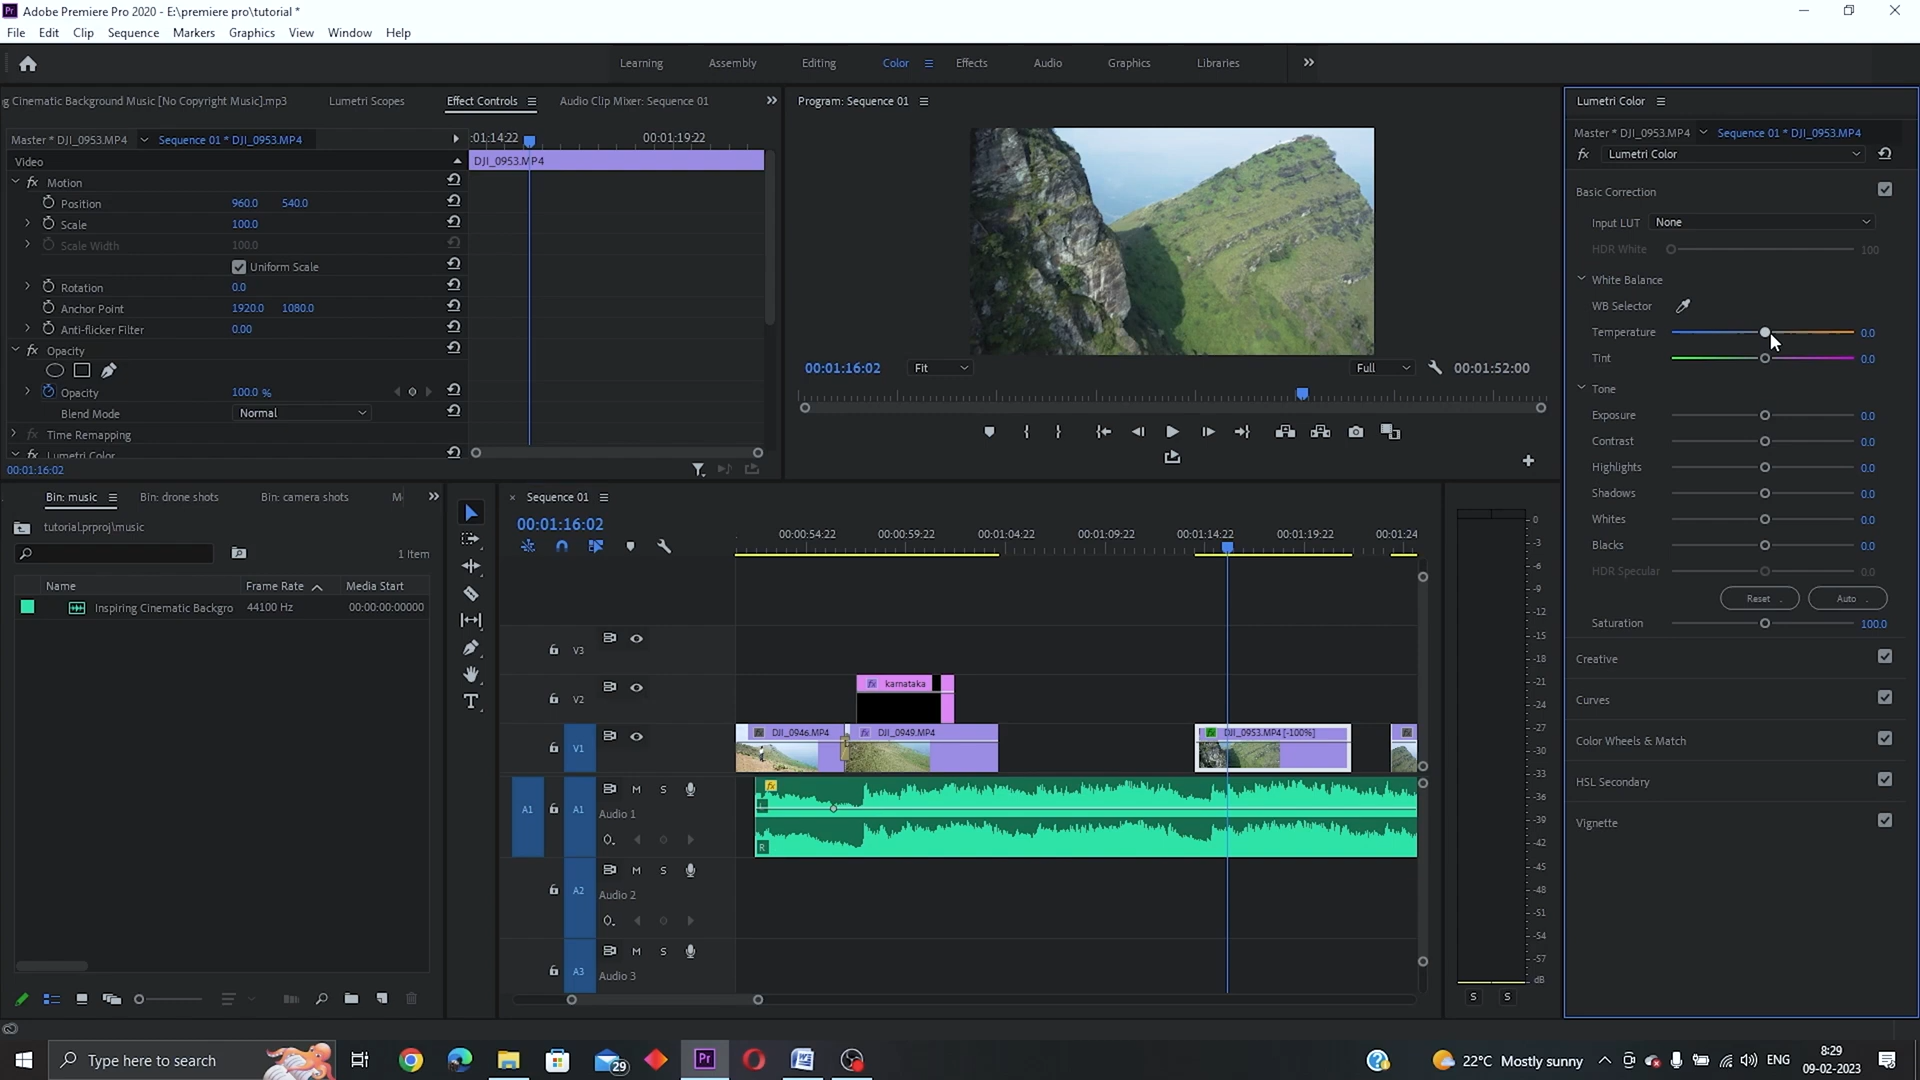 Adobe Premiere Pro 2020 - E:\premiere pro\tutorial *
File Edit Clip Sequence Markers Graphics View Window Help
Learning Assembly Editing Color Effects Audio Graphics Libraries
g Cinematic Background Music [No Copyright Music].mp3 Lumetri Scopes Effect Controls Audio Clip Mixer: Sequence 01
Master * DJI_0953.MP4 Sequence 01 * DJI_0953.MP4 :01:14:22 00:01:19:22
Video DJI_0953.MP4
fx Motion
Position 960.0 540.0
Scale 100.0
Scale Width 100.0
Uniform Scale
Rotation 0.0
Anchor Point 1920.0 1080.0
Anti-flicker Filter 0.00
fx Opacity
Opacity 100.0 %
Blend Mode Normal
fx Time Remapping
fx Lumetri Color
00:01:16:02
Program: Sequence 01
00:01:16:02 Fit Full 00:01:52:00
Lumetri Color
Master * DJI_0953.MP4 Sequence 01 * DJI_0953.MP4
fx Lumetri Color
Basic Correction
Input LUT None
HDR White 100
White Balance
WB Selector
Temperature 0.0
Tint 0.0
Tone
Exposure 0.0
Contrast 0.0
Highlights 0.0
Shadows 0.0
Whites 0.0
Blacks 0.0
HDR Specular 0.0
Reset Auto
Saturation 100.0
Creative
Curves
Color Wheels & Match
HSL Secondary
Vignette
Bin: music Bin: drone shots Bin: camera shots M
tutorial.prproj\music
1 Item
Name Frame Rate Media Start
Inspiring Cinematic Backgro 44100 Hz 00:00:00:00000
Sequence 01
00:01:16:02
00:00:54:22 00:00:59:22 00:01:04:22 00:01:09:22 00:01:14:22 00:01:19:22 00:01:24
V3
V2 fx karnataka
V1 fx DJI_0946.MP4 fx DJI_0949.MP4 fx DJI_0953.MP4 [-100%] fx
A1 A1 M S fx
Audio 1 L
R
A2 M S
Audio 2
A3 M S
Audio 3
0
-3
-6
-9
-12
-15
-18
-21
-24
-27
-30
-33
-36
-39
-42
-45
-48
-51
-54
-57
dB
S S
Type here to search 29 22°C Mostly sunny ENG 8:29
09-02-2023